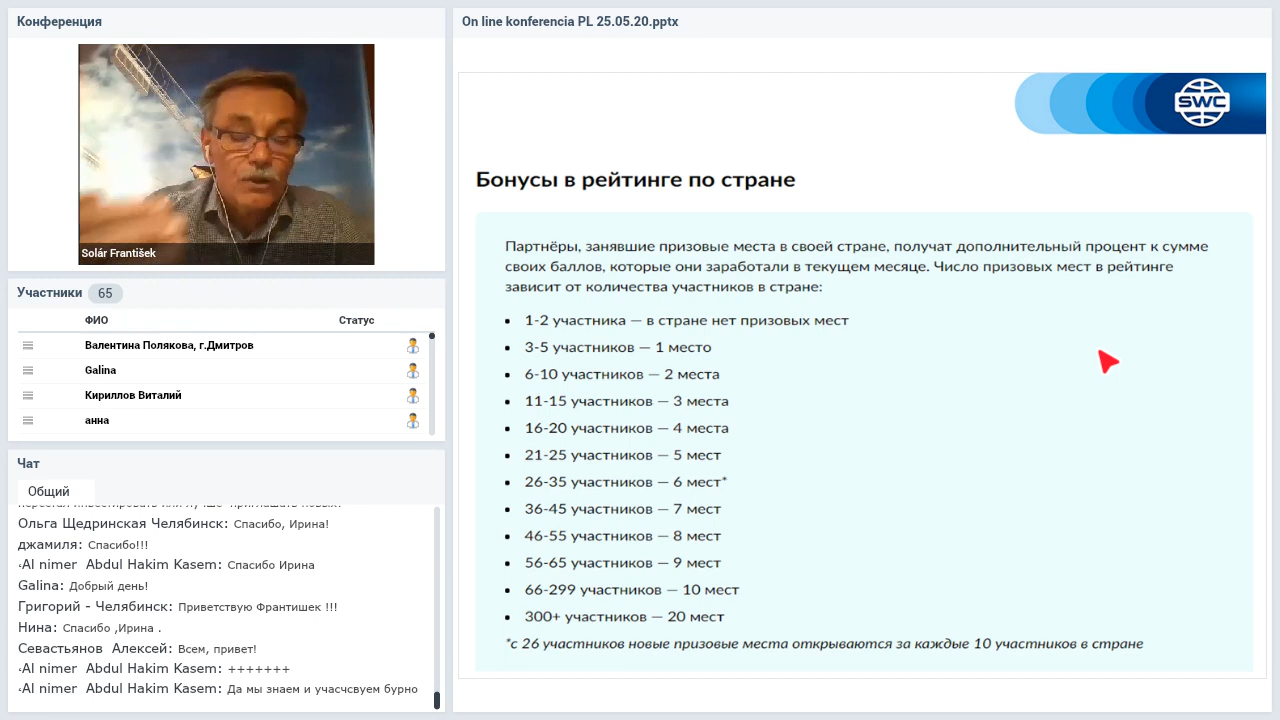 Конференция
Solár František
Участники 65
ФИО Статус
Валентина Полякова, г.Дмитров
Galina
Кириллов Виталий
анна
Чат
Общий
Ольга Щедринская Челябинск: Спасибо, Ирина!
джамиля: Спасибо!!!
Al nimer Abdul Hakim Kasem: Спасибо Ирина
Galina: Добрый день!
Григорий - Челябинск: Приветствую Франтишек !!!
Нина: Спасибо ,Ирина .
Севастьянов Алексей: Всем, привет!
Al nimer Abdul Hakim Kasem: +++++++
Al nimer Abdul Hakim Kasem: Да мы знаем и учасчсвуем бурно
On line konferencia PL 25.05.20.pptx
SWC
Бонусы в рейтинге по стране
Партнёры, занявшие призовые места в своей стране, получат дополнительный процент к сумме
своих баллов, которые они заработали в текущем месяце. Число призовых мест в рейтинге
зависит от количества участников в стране:
• 1-2 участника — в стране нет призовых мест
• 3-5 участников — 1 место
• 6-10 участников — 2 места
• 11-15 участников — 3 места
• 16-20 участников — 4 места
• 21-25 участников — 5 мест
• 26-35 участников — 6 мест*
• 36-45 участников — 7 мест
• 46-55 участников — 8 мест
• 56-65 участников — 9 мест
• 66-299 участников — 10 мест
• 300+ участников — 20 мест
*с 26 участников новые призовые места открываются за каждые 10 участников в стране